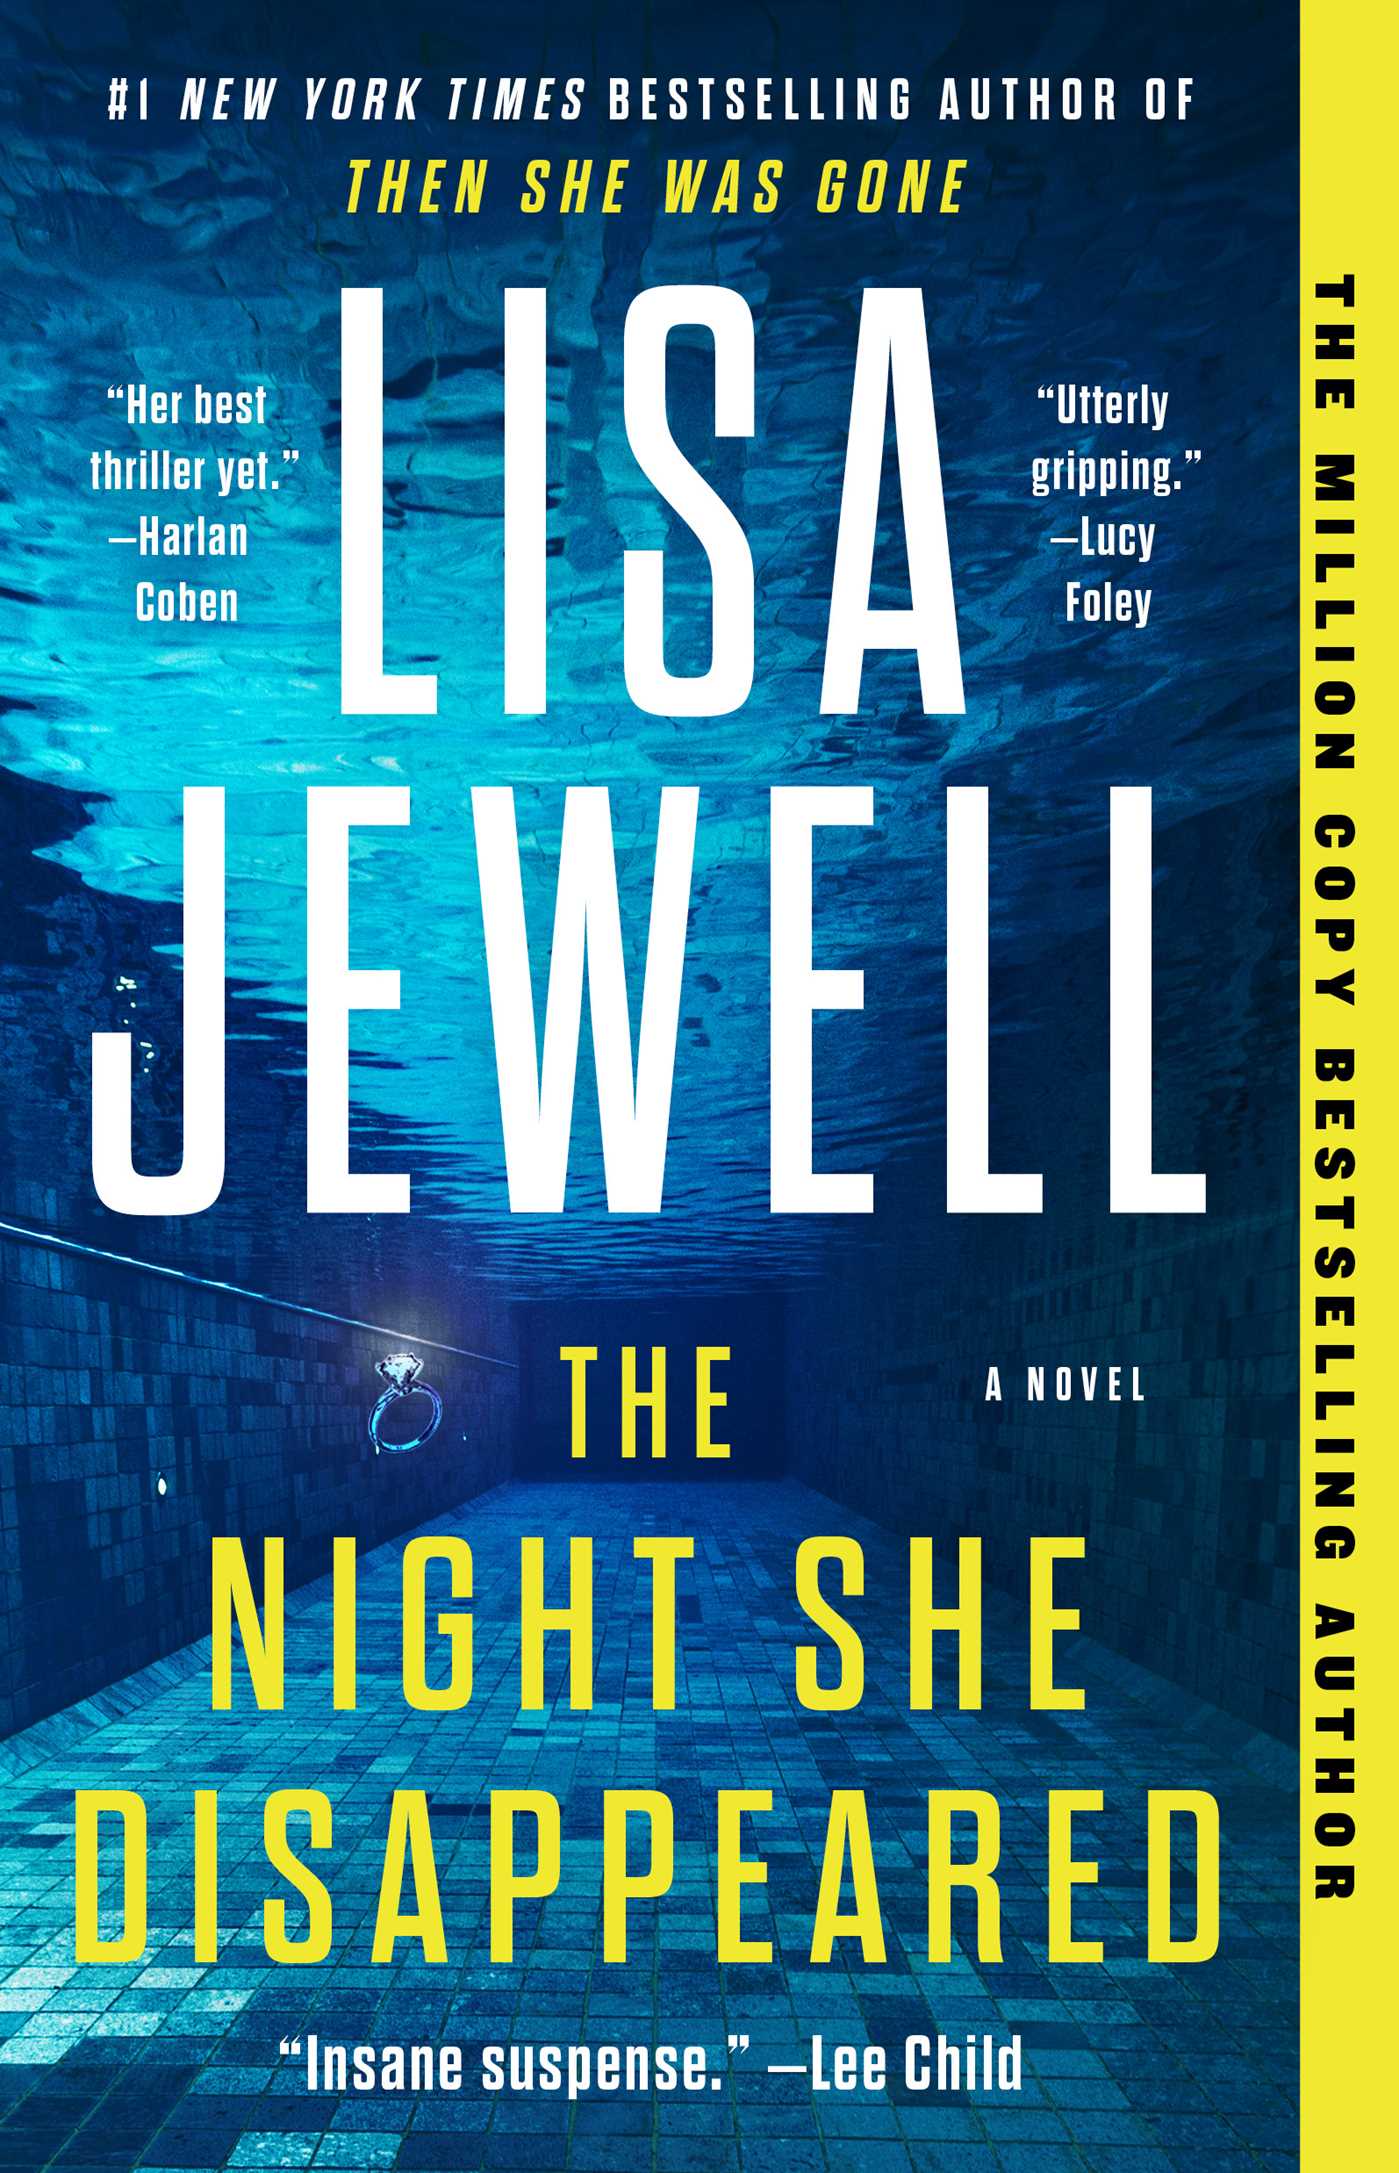 #1 NEW YORK TIMES BESTSELLING AUTHOR OF
THEN SHE WAS GONE
LISA
“Her best
thriller yet.”
—Harlan
Coben
“Utterly
gripping.”
—Lucy
Foley
JEWELL
THE
A NOVEL
NIGHT SHE
DISAPPEARED
“Insane suspense.” —Lee Child
THE MILLION COPY BESTSELLING AUTHOR